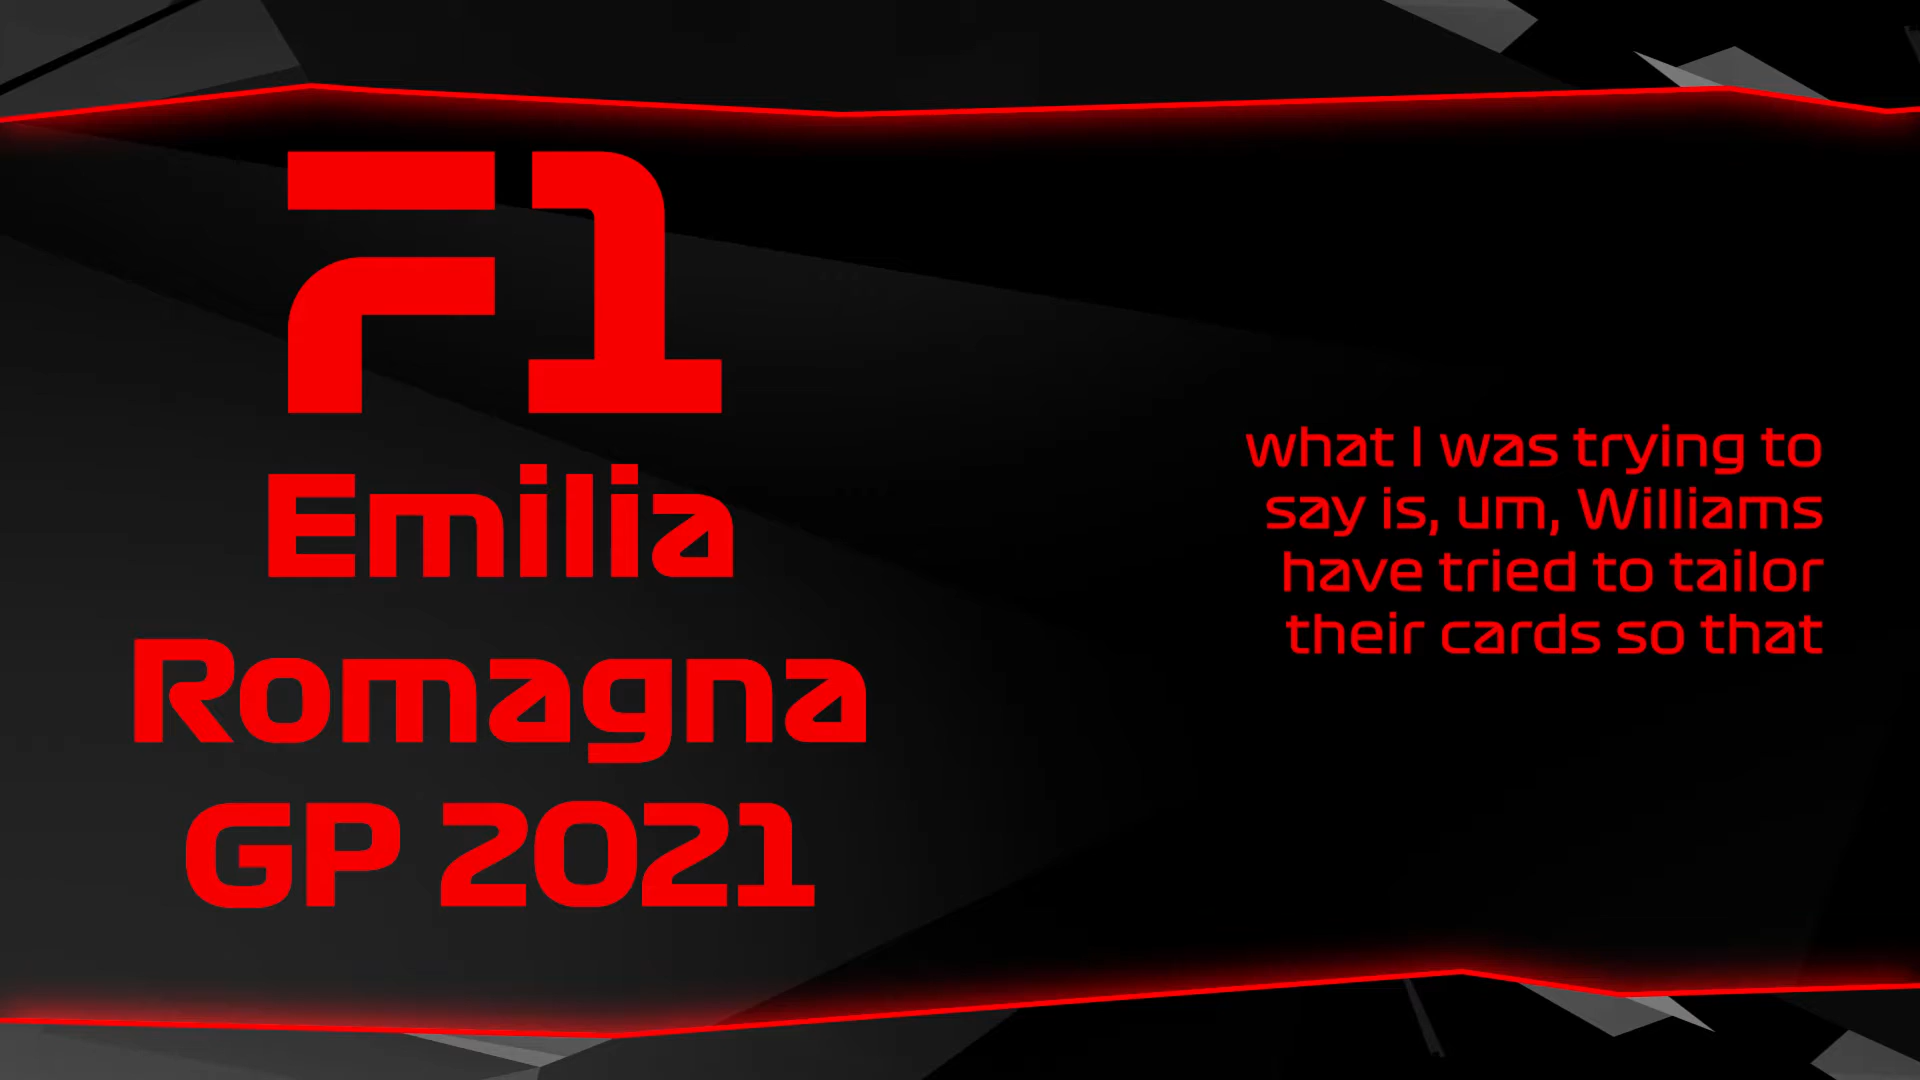 F1
Emilia
Romagna
GP 2021
what I was trying to
say is, um, Williams
have tried to tailor
their cards so that